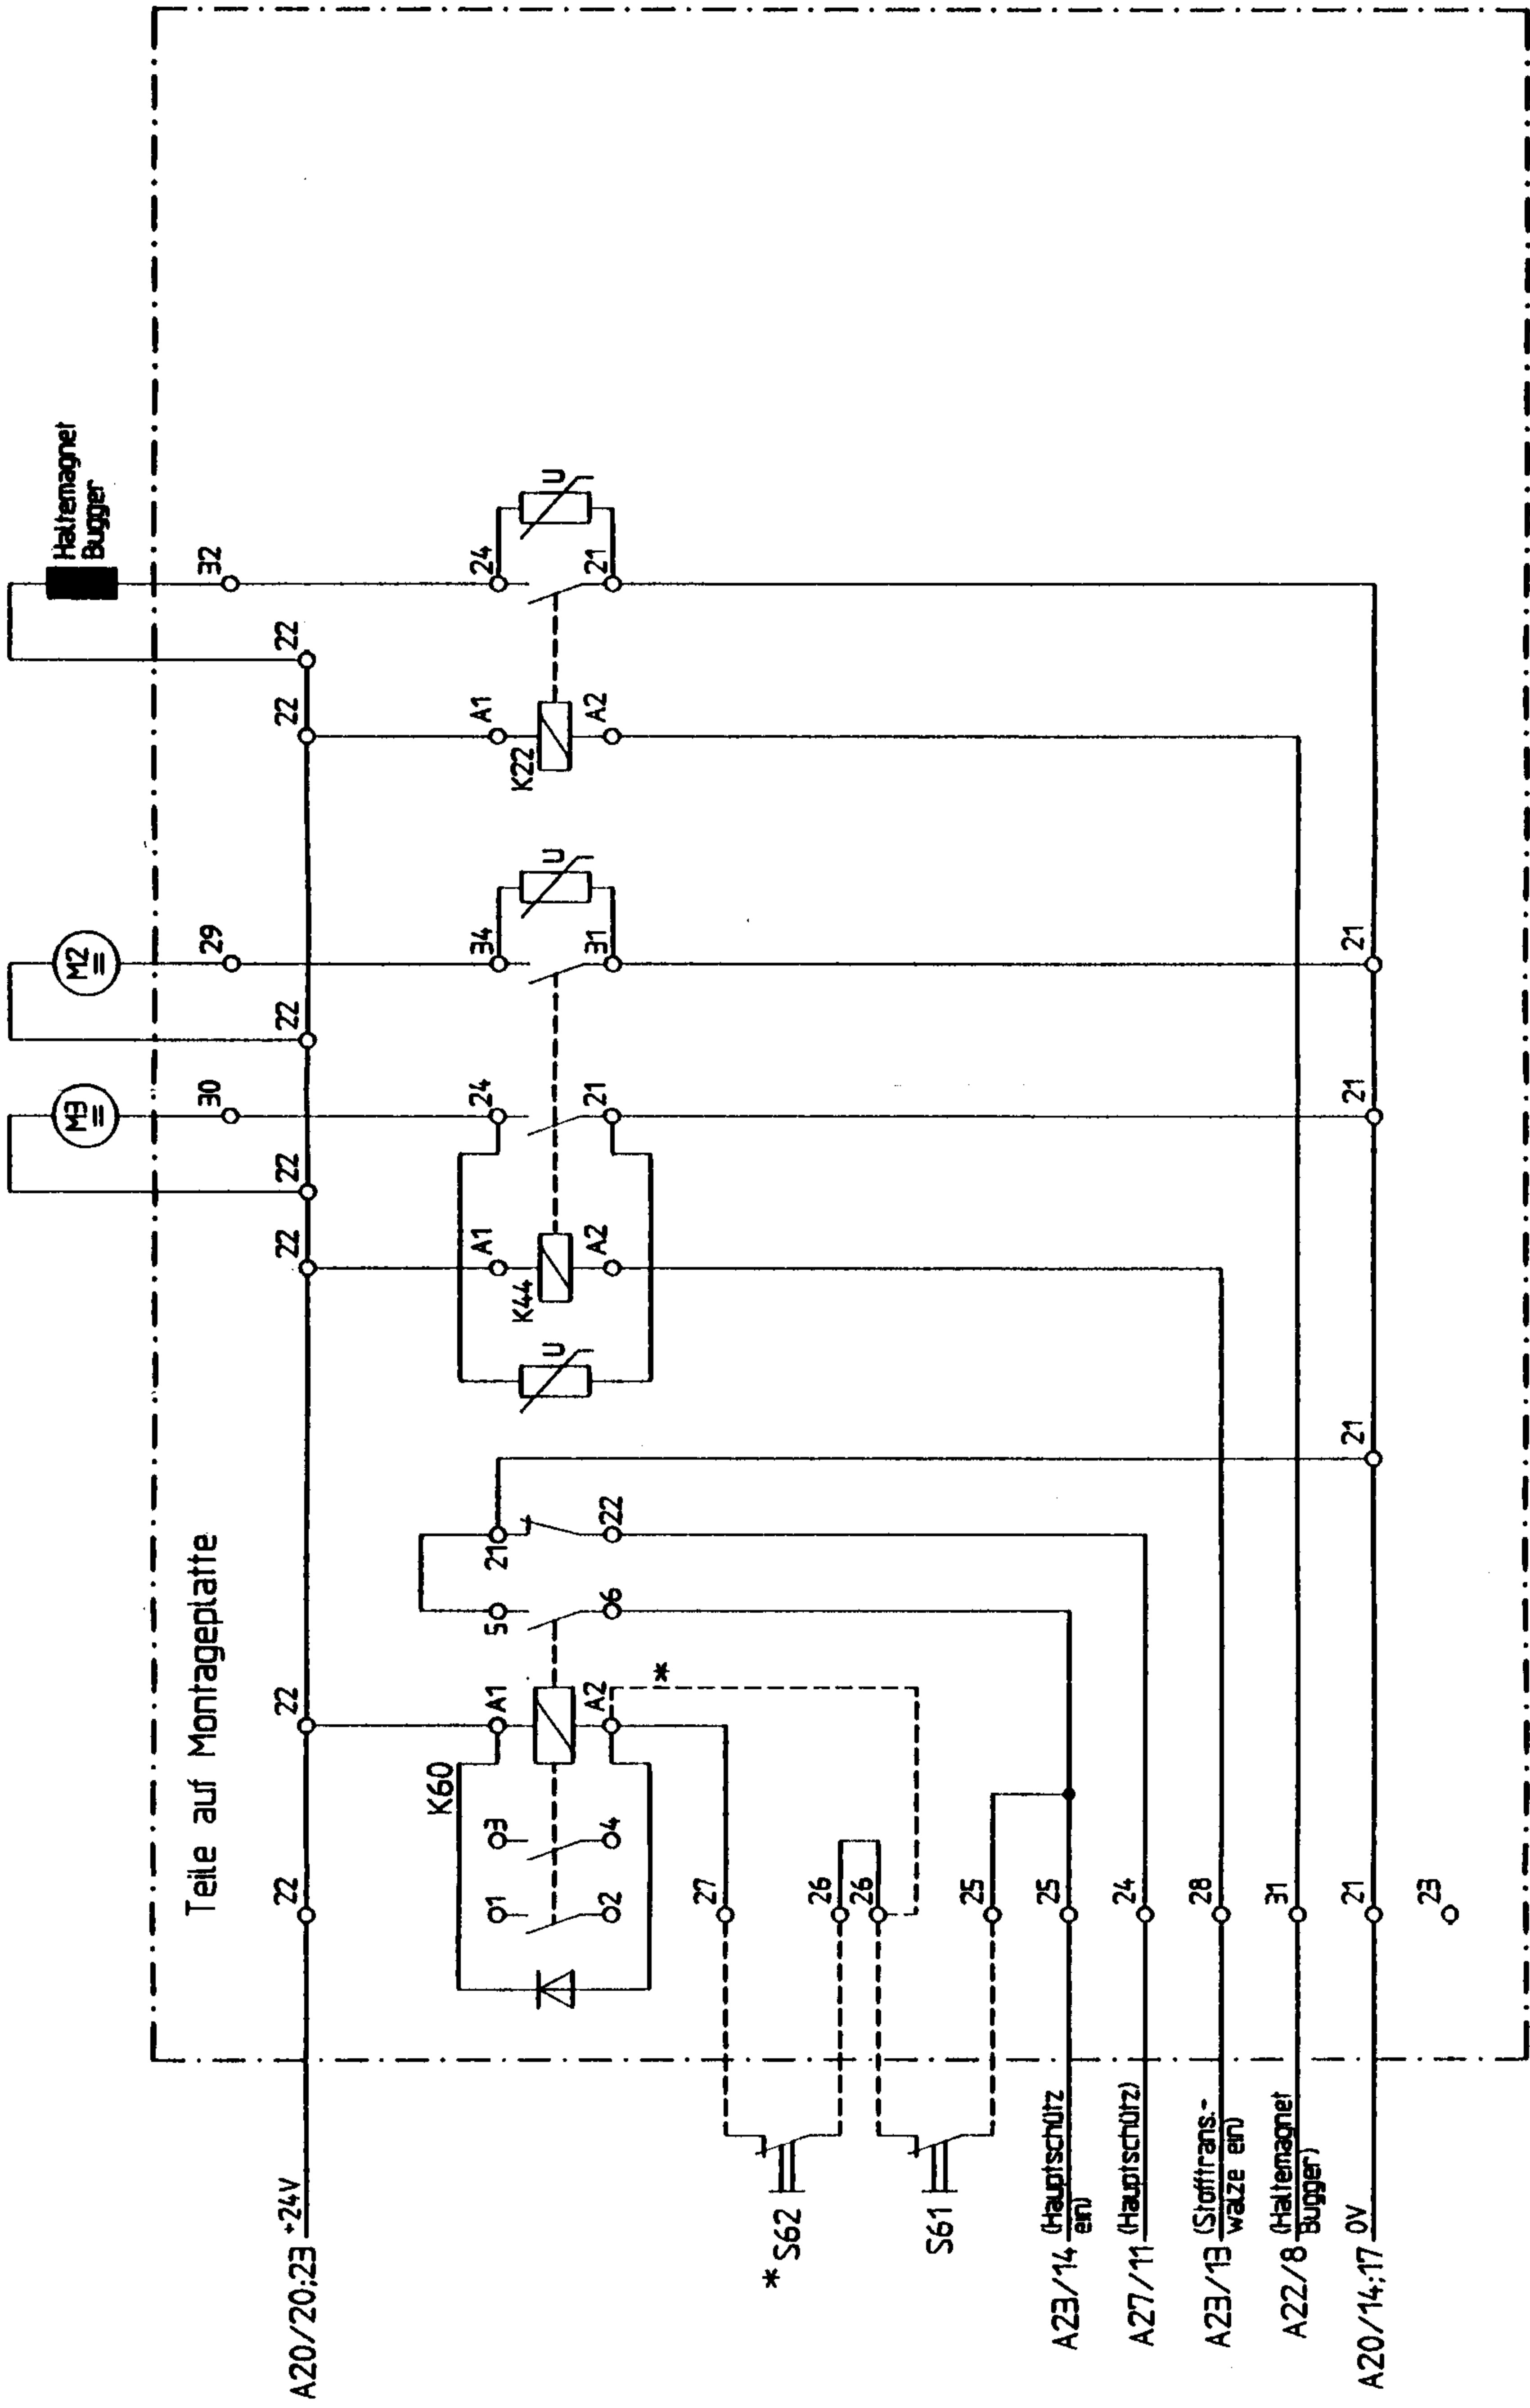 Haltemagnet
Bugger
M3
=
M2
=
30
29
32
22
22
22
22
22
22
22
Teile auf Montageplatte
A20/20;23
+24V
K60
O1
2
O3
4
A1
A2
*
5
6
21
22
U
K44
A1
A2
24
21
34
31
U
K22
A1
A2
24
21
U
27
26
26
25
* S62
S61
A23/14
(Hauptschütz
ein)
25
A27/11
(Hauptschütz)
24
A23/13
(Stofftrans.-
walze ein)
28
A22/8
(Haltemagnet
Bugger)
31
A20/14;17
0V
21
21
21
21
23